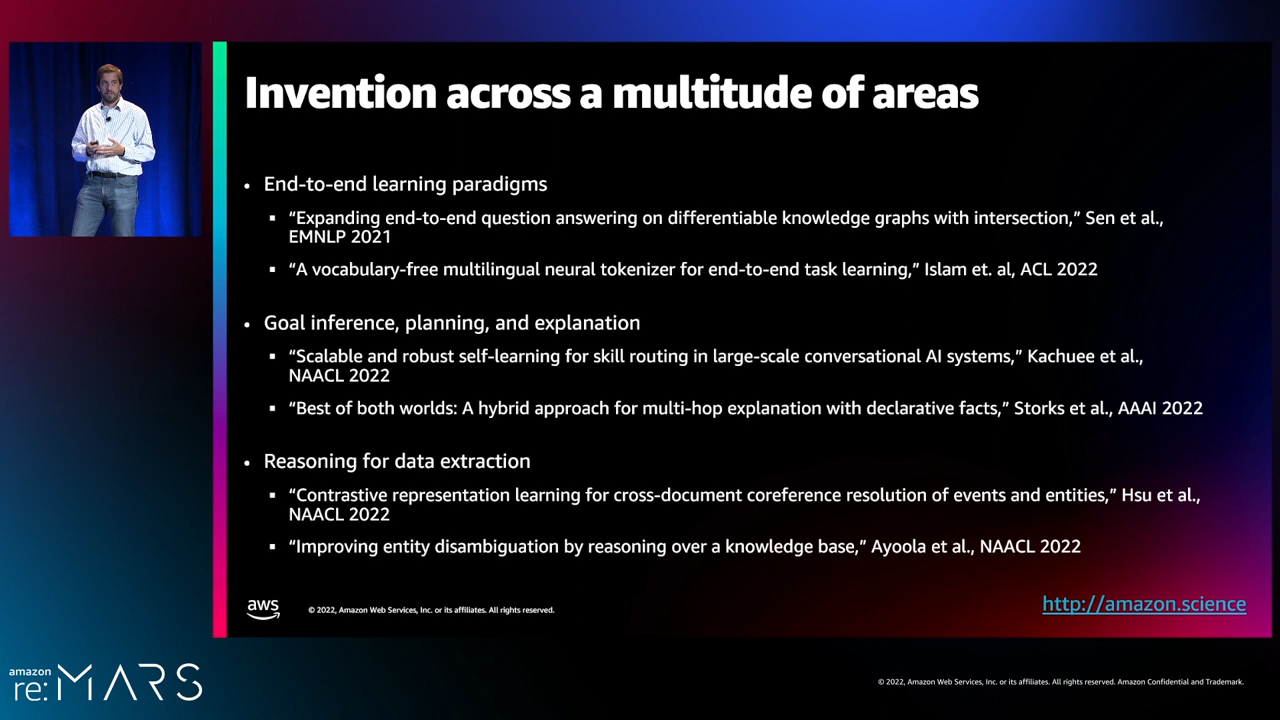 Invention across a multitude of areas
• End-to-end learning paradigms
▪ “Expanding end-to-end question answering on differentiable knowledge graphs with intersection,” Sen et al.,
EMNLP 2021
▪ “A vocabulary-free multilingual neural tokenizer for end-to-end task learning,” Islam et. al, ACL 2022
• Goal inference, planning, and explanation
▪ “Scalable and robust self-learning for skill routing in large-scale conversational AI systems,” Kachuee et al.,
NAACL 2022
▪ “Best of both worlds: A hybrid approach for multi-hop explanation with declarative facts,” Storks et al., AAAI 2022
• Reasoning for data extraction
▪ “Contrastive representation learning for cross-document coreference resolution of events and entities,” Hsu et al.,
NAACL 2022
▪ “Improving entity disambiguation by reasoning over a knowledge base,” Ayoola et al., NAACL 2022
http://amazon.science
aws
© 2022, Amazon Web Services, Inc. or its affiliates. All rights reserved.
amazon
re:MARS
© 2022, Amazon Web Services, Inc. or its affiliates. All rights reserved. Amazon Confidential and Trademark.